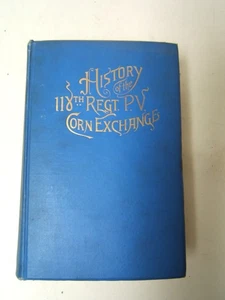 HISTORY
of the
118TH REGT. P.V.
CORN EXCHANGE